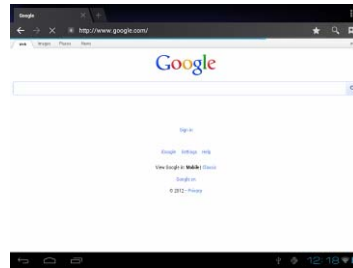 Google
http://www.google.com/
Web Images Places News
Google
Sign in
Google Settings Help
View Google in: Mobile | Classic
Google.cn
© 2012 - Privacy
12:18